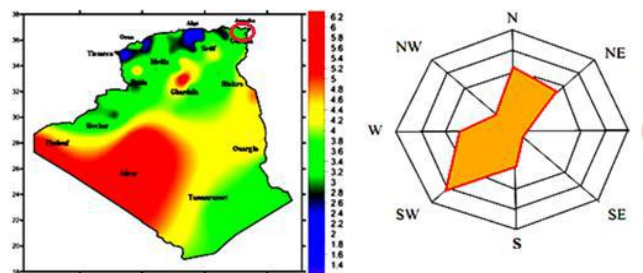 38
36
34
32
30
28
26
24
22
20
18
Oran
Alger
Annaba
Tlemcen
Setif
Biskra
Ghardaia
Bechar
Tindouf
Adrar
Ouargla
Tamanrasset
6.2
6
5.8
5.6
5.4
5.2
5
4.8
4.6
4.4
4.2
4
3.8
3.6
3.4
3.2
3
2.8
2.6
2.4
2.2
2
1.8
1.6
1.4
N
NW
NE
W
SW
SE
S